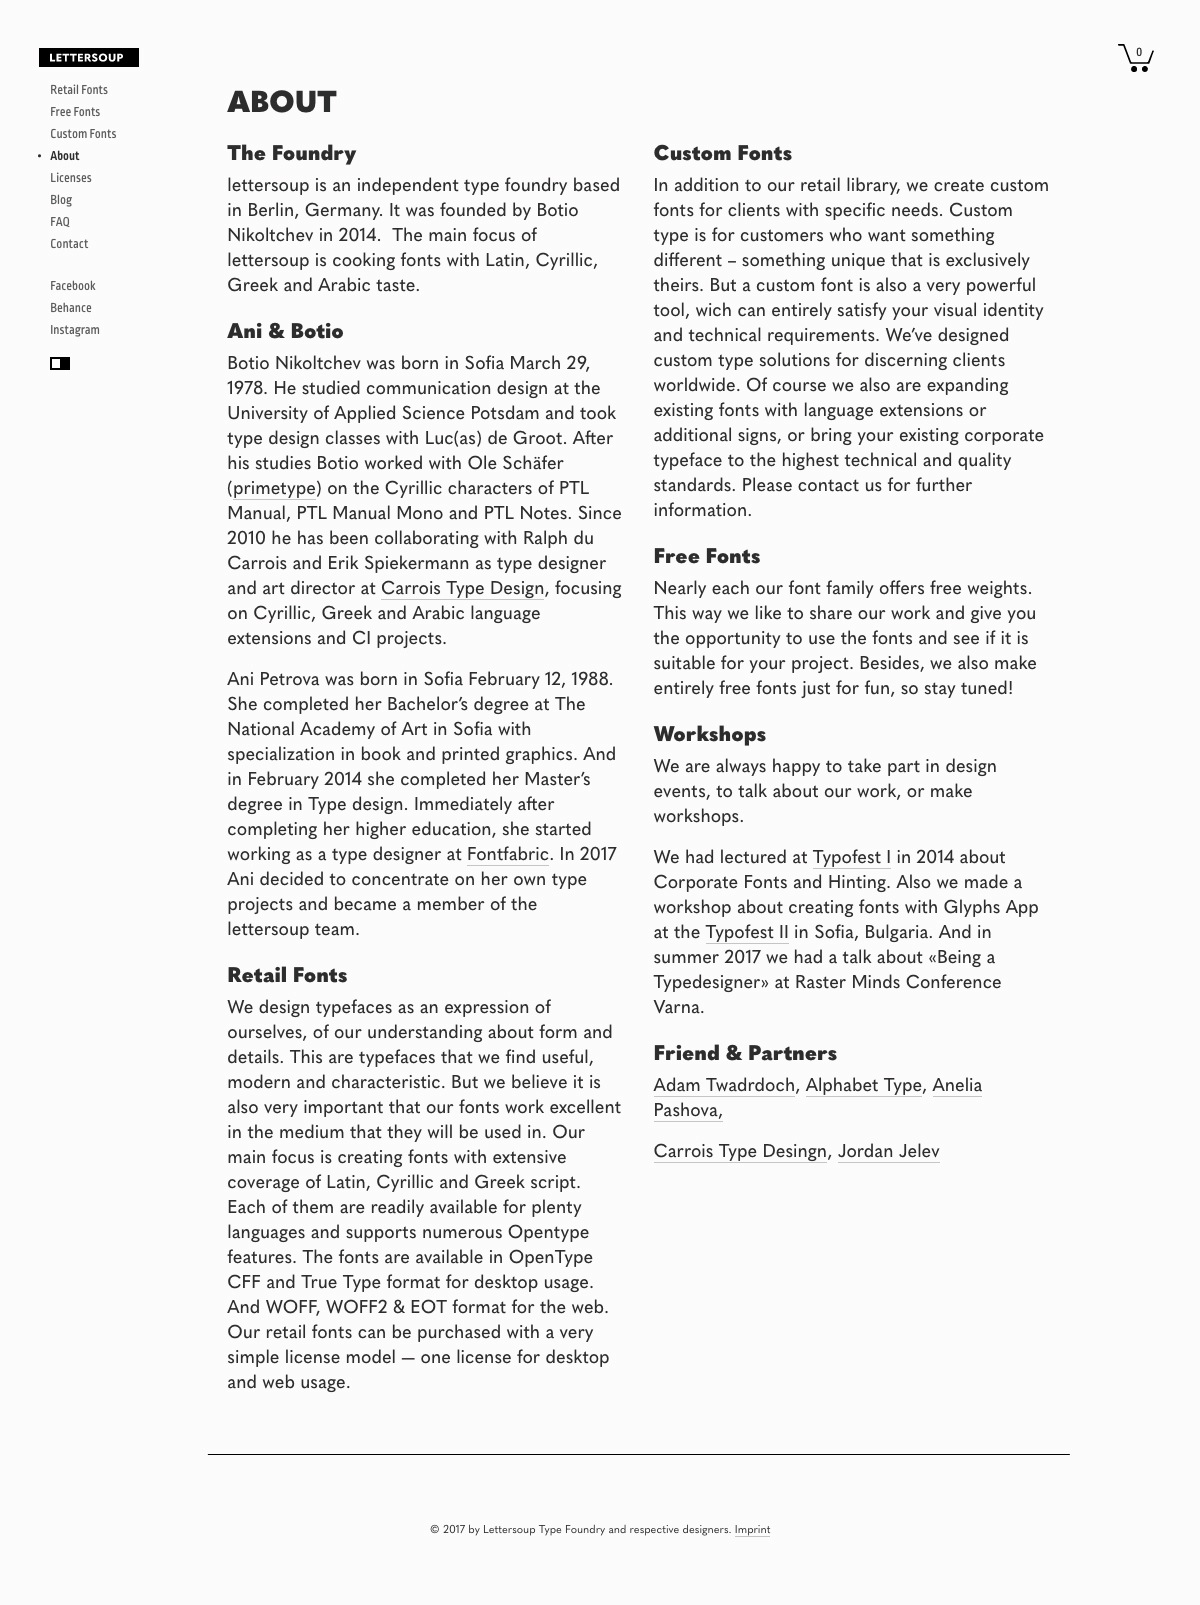 LETTERSOUP
0
Retail Fonts
Free Fonts
Custom Fonts
• About
Licenses
Blog
FAQ
Contact
Facebook
Behance
Instagram
ABOUT
The Foundry
lettersoup is an independent type foundry based
in Berlin, Germany. It was founded by Botio
Nikoltchev in 2014.  The main focus of
lettersoup is cooking fonts with Latin, Cyrillic,
Greek and Arabic taste.
Ani & Botio
Botio Nikoltchev was born in Sofia March 29,
1978. He studied communication design at the
University of Applied Science Potsdam and took
type design classes with Luc(as) de Groot. After
his studies Botio worked with Ole Schäfer
(primetype) on the Cyrillic characters of PTL
Manual, PTL Manual Mono and PTL Notes. Since
2010 he has been collaborating with Ralph du
Carrois and Erik Spiekermann as type designer
and art director at Carrois Type Design, focusing
on Cyrillic, Greek and Arabic language
extensions and CI projects.
Ani Petrova was born in Sofia February 12, 1988.
She completed her Bachelor’s degree at The
National Academy of Art in Sofia with
specialization in book and printed graphics. And
in February 2014 she completed her Master’s
degree in Type design. Immediately after
completing her higher education, she started
working as a type designer at Fontfabric. In 2017
Ani decided to concentrate on her own type
projects and became a member of the
lettersoup team.
Retail Fonts
We design typefaces as an expression of
ourselves, of our understanding about form and
details. This are typefaces that we find useful,
modern and characteristic. But we believe it is
also very important that our fonts work excellent
in the medium that they will be used in. Our
main focus is creating fonts with extensive
coverage of Latin, Cyrillic and Greek script.
Each of them are readily available for plenty
languages and supports numerous Opentype
features. The fonts are available in OpenType
CFF and True Type format for desktop usage.
And WOFF, WOFF2 & EOT format for the web.
Our retail fonts can be purchased with a very
simple license model — one license for desktop
and web usage.
Custom Fonts
In addition to our retail library, we create custom
fonts for clients with specific needs. Custom
type is for customers who want something
different – something unique that is exclusively
theirs. But a custom font is also a very powerful
tool, wich can entirely satisfy your visual identity
and technical requirements. We’ve designed
custom type solutions for discerning clients
worldwide. Of course we also are expanding
existing fonts with language extensions or
additional signs, or bring your existing corporate
typeface to the highest technical and quality
standards. Please contact us for further
information.
Free Fonts
Nearly each our font family offers free weights.
This way we like to share our work and give you
the opportunity to use the fonts and see if it is
suitable for your project. Besides, we also make
entirely free fonts just for fun, so stay tuned!
Workshops
We are always happy to take part in design
events, to talk about our work, or make
workshops.
We had lectured at Typofest I in 2014 about
Corporate Fonts and Hinting. Also we made a
workshop about creating fonts with Glyphs App
at the Typofest II in Sofia, Bulgaria. And in
summer 2017 we had a talk about «Being a
Typedesigner» at Raster Minds Conference
Varna.
Friend & Partners
Adam Twadrdoch, Alphabet Type, Anelia
Pashova,
Carrois Type Desingn, Jordan Jelev
© 2017 by Lettersoup Type Foundry and respective designers. Imprint